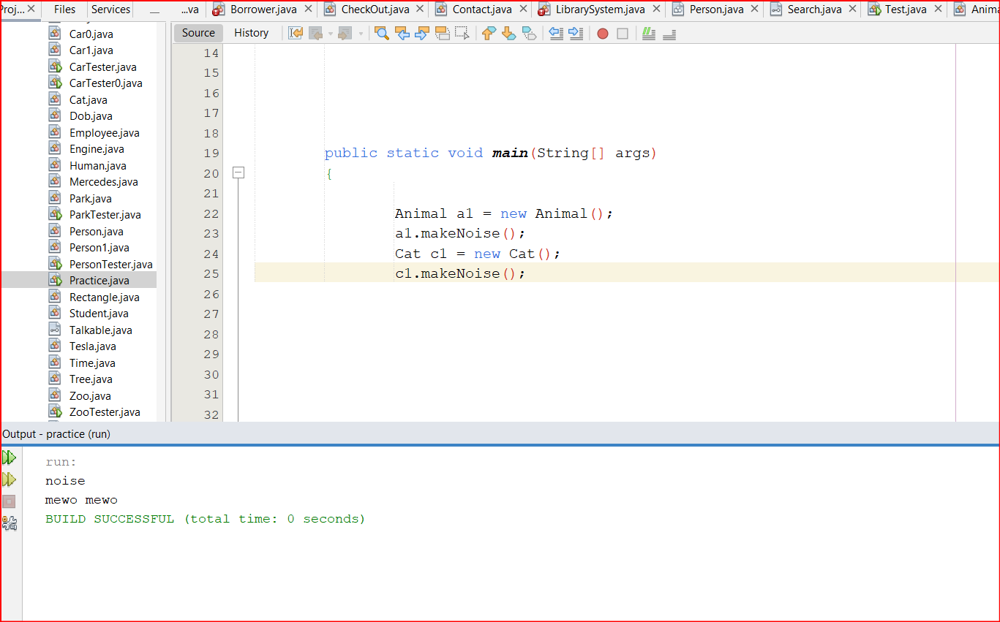 Proj... Files Services ...va Borrower.java CheckOut.java Contact.java LibrarySystem.java Person.java Search.java Test.java Anima
Car0.java
Car1.java
CarTester.java
CarTester0.java
Cat.java
Dob.java
Employee.java
Engine.java
Human.java
Mercedes.java
Park.java
ParkTester.java
Person.java
Person1.java
PersonTester.java
Practice.java
Rectangle.java
Student.java
Talkable.java
Tesla.java
Time.java
Tree.java
Zoo.java
ZooTester.java
Source History
14
15
16
17
18
19 public static void main(String[] args)
20 {
21
22 Animal a1 = new Animal();
23 a1.makeNoise();
24 Cat c1 = new Cat();
25 c1.makeNoise();
26
27
28
29
30
31
32
Output - practice (run)
run:
noise
mewo mewo
BUILD SUCCESSFUL (total time: 0 seconds)